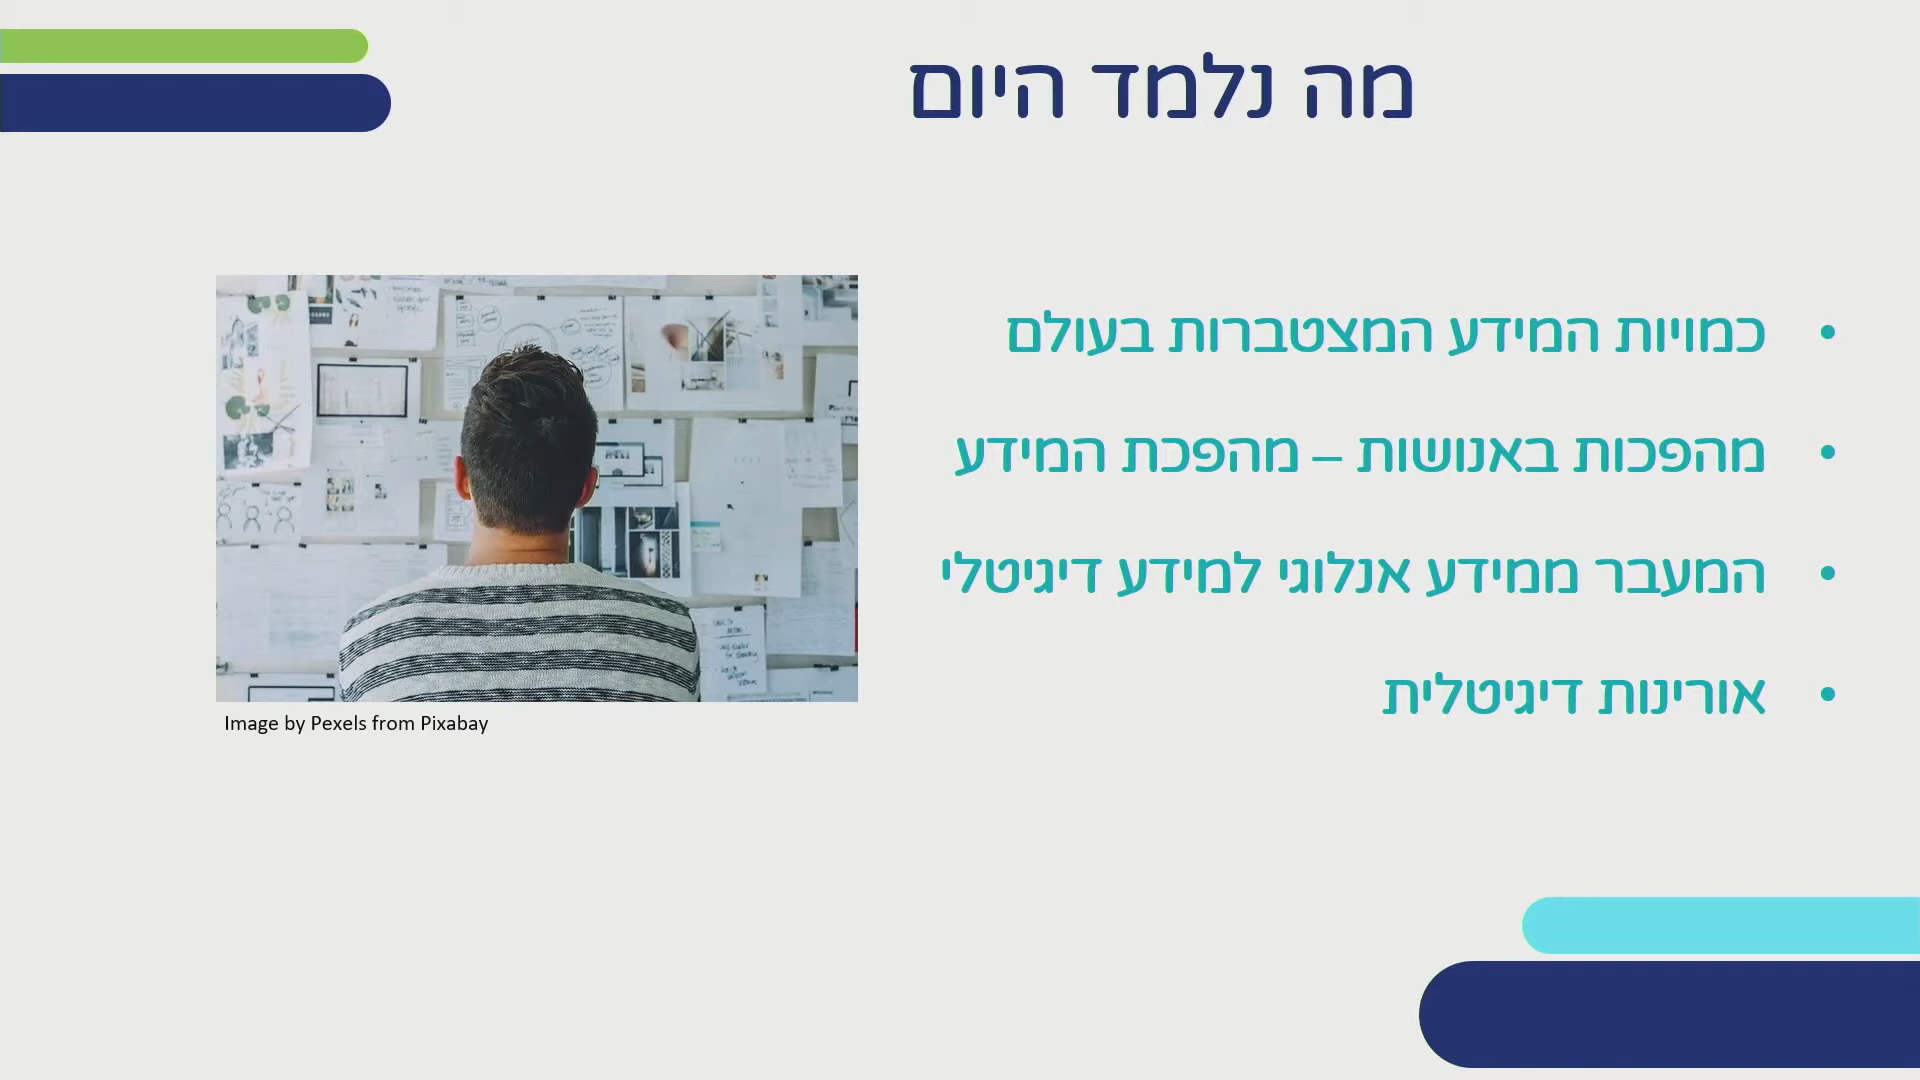 מה נלמד היום
• כמויות המידע המצטברות בעולם
• מהפכות באנושות – מהפכת המידע
• המעבר ממידע אנלוגי למידע דיגיטלי
• אורינות דיגיטלית
Image by Pexels from Pixabay